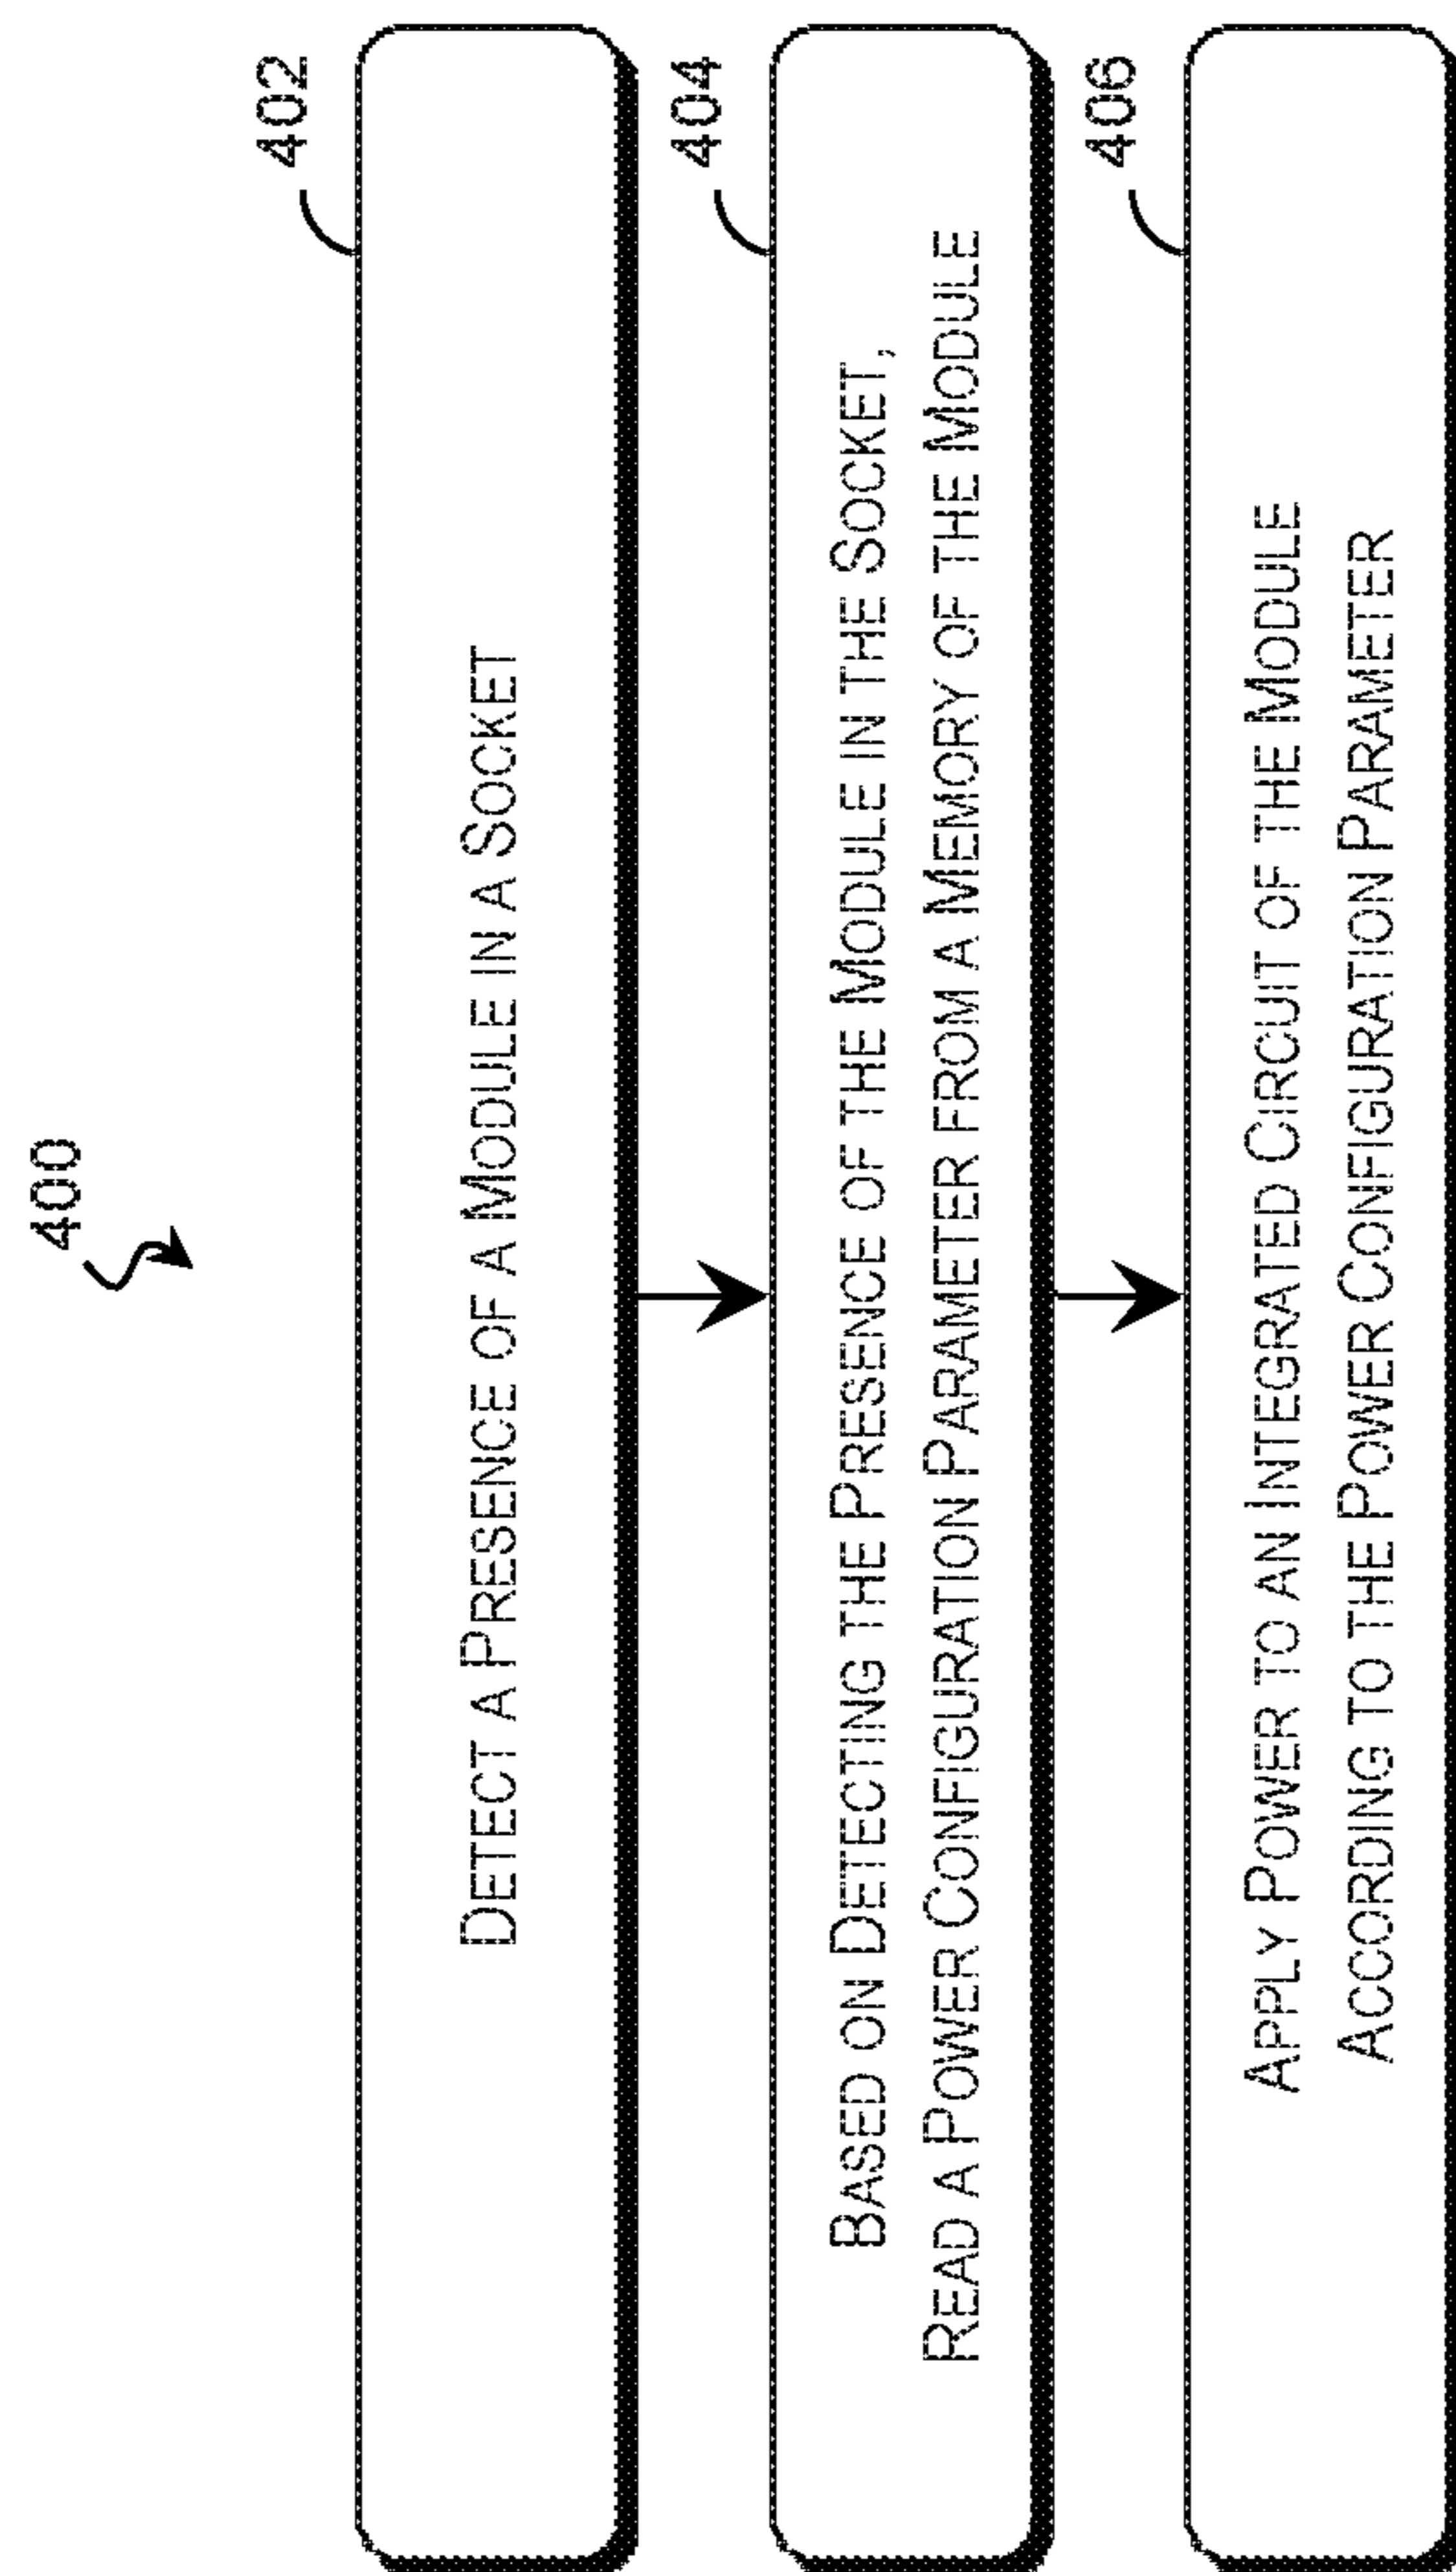 400
402
DETECT A PRESENCE OF A MODULE IN A SOCKET
404
BASED ON DETECTING THE PRESENCE OF THE MODULE IN THE SOCKET,
READ A POWER CONFIGURATION PARAMETER FROM A MEMORY OF THE MODULE
406
APPLY POWER TO AN INTEGRATED CIRCUIT OF THE MODULE
ACCORDING TO THE POWER CONFIGURATION PARAMETER